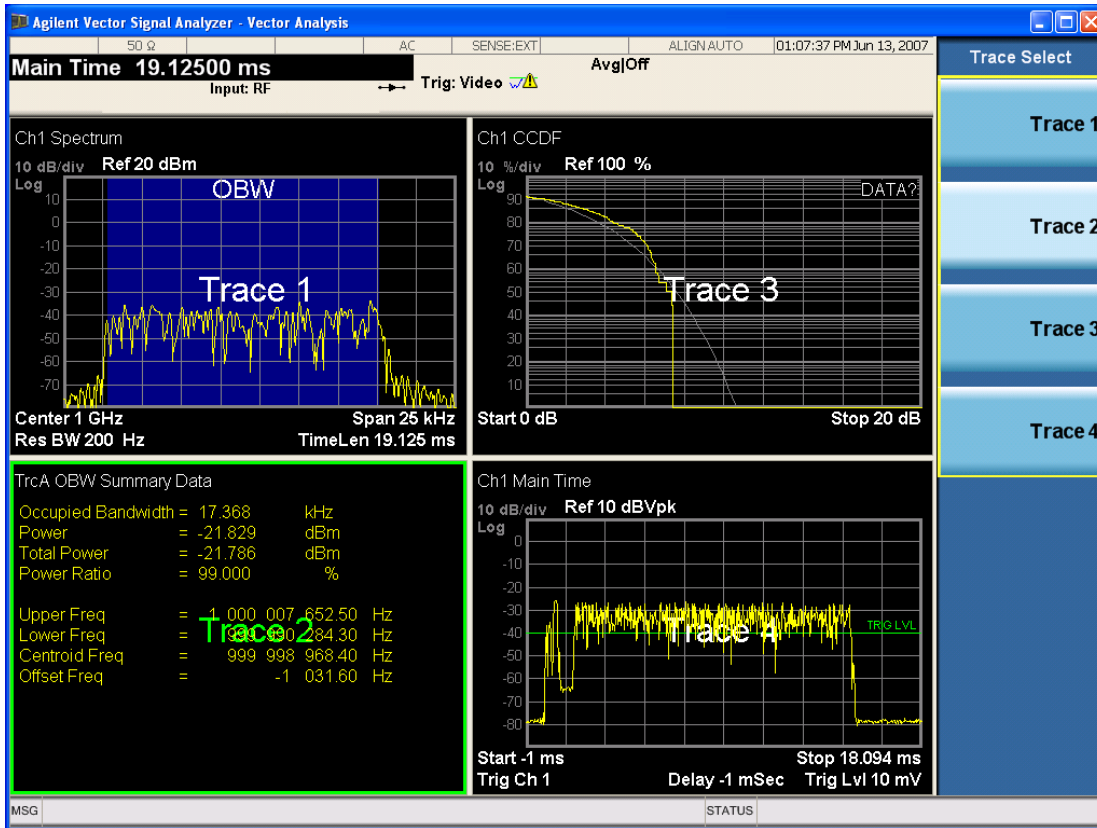 Agilent Vector Signal Analyzer - Vector Analysis
50 Ω AC SENSE:EXT ALIGN AUTO 01:07:37 PM Jun 13, 2007
Main Time 19.12500 ms
Input: RF
Trig: Video
Avg|Off
Trace Select
Trace 1
Trace 2
Trace 3
Trace 4
Ch1 Spectrum
10 dB/div Ref 20 dBm
Log
OBW
10
0
-10
-20
-30
-40
-50
-60
-70
Trace 1
Center 1 GHz Span 25 kHz
Res BW 200 Hz TimeLen 19.125 ms
Ch1 CCDF
10 %/div Ref 100 %
Log
DATA?
90
80
70
60
50
40
30
20
10
Trace 3
Start 0 dB Stop 20 dB
TrcA OBW Summary Data
Occupied Bandwidth = 17.368 kHz
Power = -21.829 dBm
Total Power = -21.786 dBm
Power Ratio = 99.000 %
Upper Freq = 1 000 007 652.50 Hz
Lower Freq = 999 990 284.30 Hz
Centroid Freq = 999 998 968.40 Hz
Offset Freq = -1 031.60 Hz
Trace 2
Ch1 Main Time
10 dB/div Ref 10 dBVpk
Log
0
-10
-20
-30
-40
-50
-60
-70
-80
TRIG LVL
Trace 4
Start -1 ms Stop 18.094 ms
Trig Ch 1 Delay -1 mSec Trig Lvl 10 mV
MSG STATUS